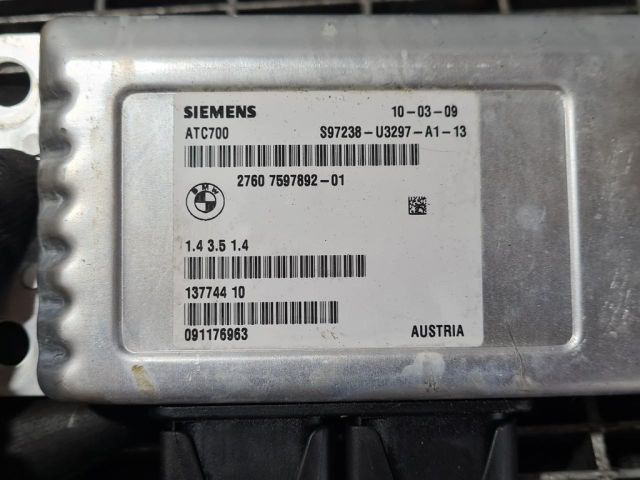 SIEMENS 10-03-09
ATC700 S97238-U3297-A1-13
2760 7597892-01
BMW
1.4 3.5 1.4
137744 10
091176963 AUSTRIA